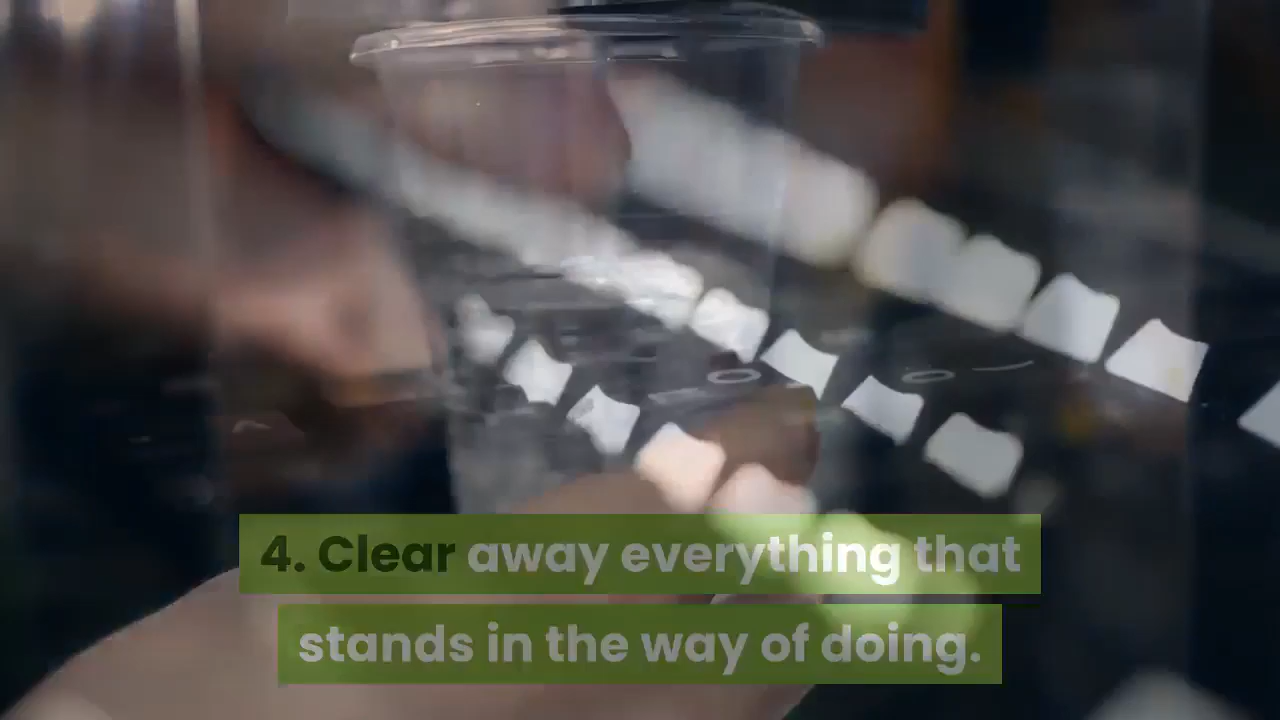 4. Clear away everything that
stands in the way of doing.